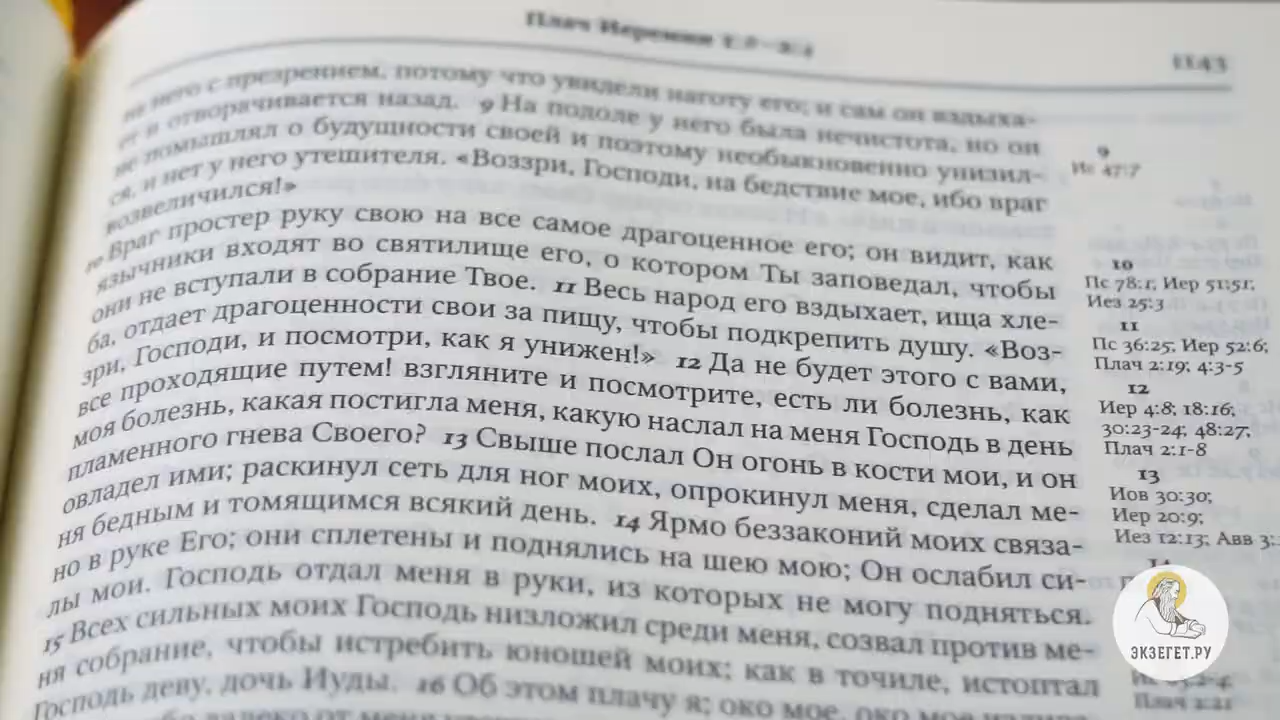 Плач Иеремии
1143
на него с презрением, потому что увидели наготу его; и сам он вздыха-
ет и отворачивается назад. 9 На подоле у него была нечистота, но он
не помышлял о будущности своей и поэтому необыкновенно унизил-
ся, и нет у него утешителя. «Воззри, Господи, на бедствие мое, ибо враг
возвеличился!»
10 Враг простер руку свою на все самое драгоценное его; он видит, как
язычники входят во святилище его, о котором Ты заповедал, чтобы
они не вступали в собрание Твое. 11 Весь народ его вздыхает, ища хле-
ба, отдает драгоценности свои за пищу, чтобы подкрепить душу. «Воз-
зри, Господи, и посмотри, как я унижен!» 12 Да не будет этого с вами,
все проходящие путем! взгляните и посмотрите, есть ли болезнь, как
моя болезнь, какая постигла меня, какую наслал на меня Господь в день
пламенного гнева Своего? 13 Свыше послал Он огонь в кости мои, и он
овладел ими; раскинул сеть для ног моих, опрокинул меня, сделал ме-
ня бедным и томящимся всякий день. 14 Ярмо беззаконий моих связа-
но в руке Его; они сплетены и поднялись на шею мою; Он ослабил си-
лы мои. Господь отдал меня в руки, из которых не могу подняться.
15 Всех сильных моих Господь низложил среди меня, созвал против ме-
ня собрание, чтобы истребить юношей моих; как в точиле, истоптал
Господь деву, дочь Иуды. 16 Об этом плачу я; око мое, око мое
далеко от меня
9
Ис 47:7
10
Пс 78:1, Иер 51:51,
Иез 25:3
11
Пс 36:25, Иер 52:6;
Плач 2:19; 4:3-5
12
Иер 4:8; 18:16;
30:23-24; 48:27,
Плач 2:1-8
13
Иов 30:30;
Иер 20:9;
Иез 12:13; Авв 3:
Плач 2:21
ЭКЗЕГЕТ.РУ